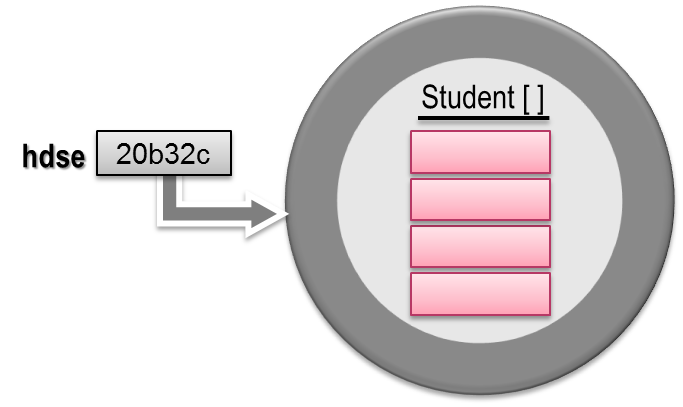 Student [ ]
hdse 20b32c